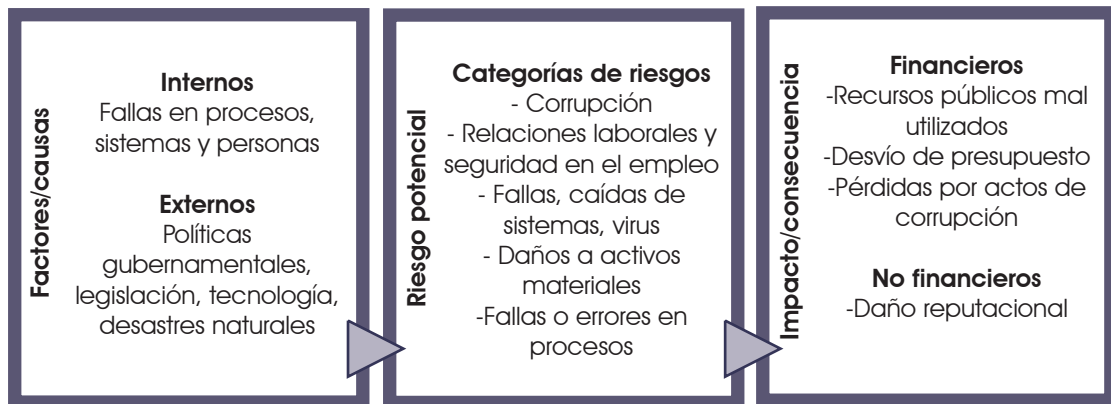 Factores/causas
Internos
Fallas en procesos,
sistemas y personas
Externos
Políticas
gubernamentales,
legislación, tecnología,
desastres naturales
Riesgo potencial
Categorías de riesgos
- Corrupción
- Relaciones laborales y
seguridad en el empleo
- Fallas, caídas de
sistemas, virus
- Daños a activos
materiales
-Fallas o errores en
procesos
Impacto/consecuencia
Financieros
-Recursos públicos mal
utilizados
-Desvío de presupuesto
-Pérdidas por actos de
corrupción
No financieros
-Daño reputacional